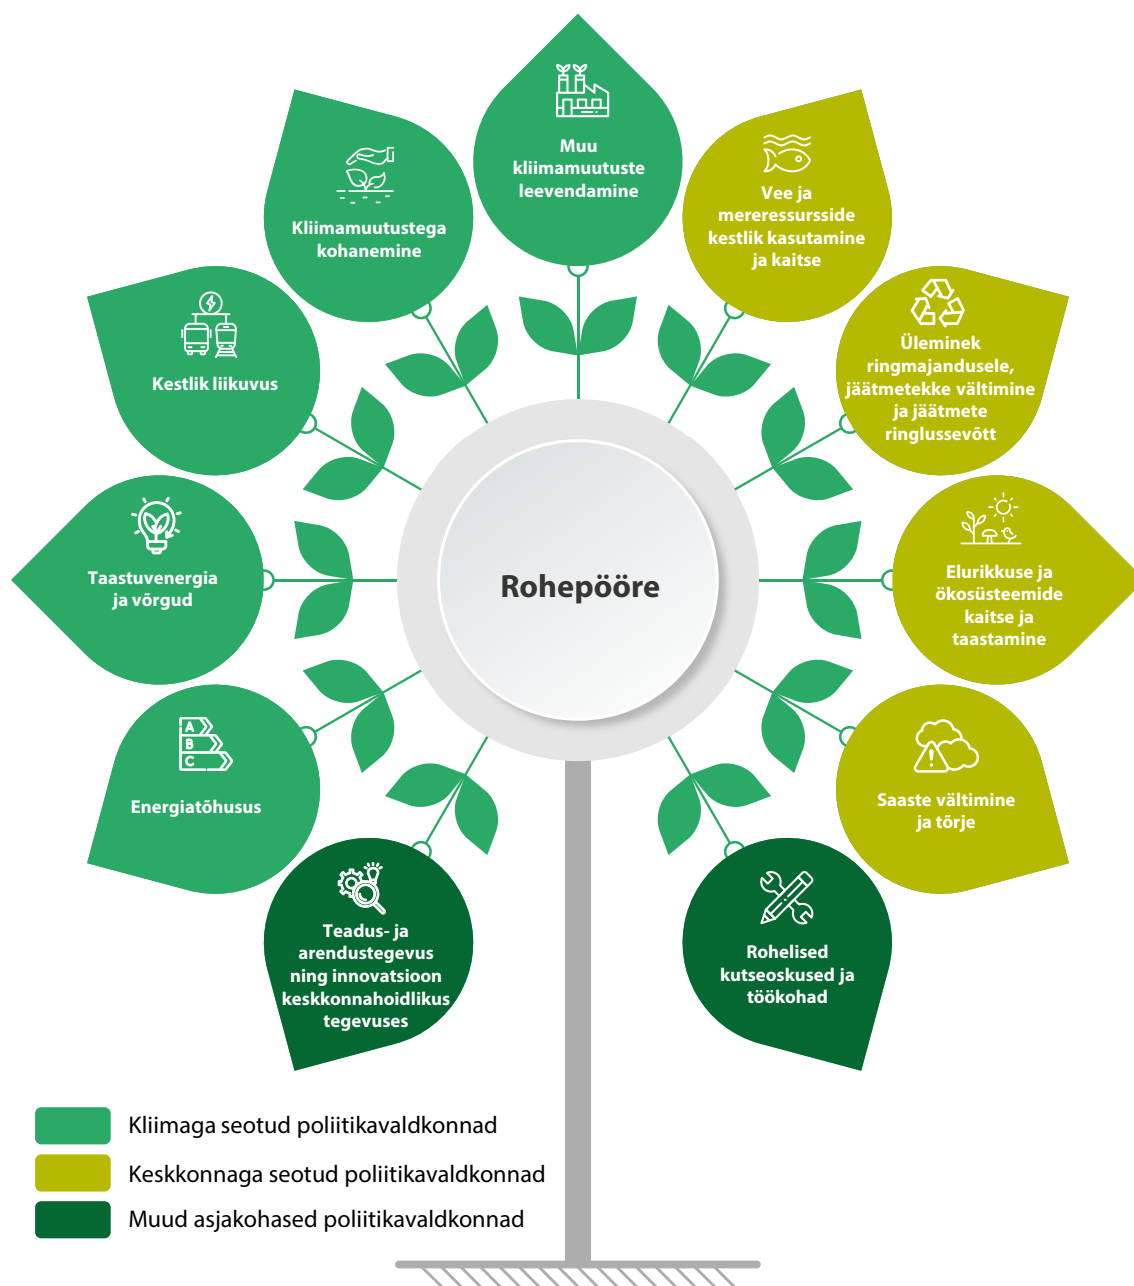 Muu
kliimamuutuste
leevendamine
Vee ja
mereressursside
kestlik kasutamine
ja kaitse
Kliimamuutustega
kohanemine
Üleminek
ringmajandusele,
jäätmetekke vältimine
ja jäätmete
ringlussevõtt
Kestlik liikuvus
Taastuvenergia
ja võrgud
Rohepööre
Elurikkuse ja
ökosüsteemide
kaitse ja
taastamine
A
B
C
Energiatõhusus
Saaste vältimine
ja tõrje
Teadus- ja
arendustegevus
ning innovatsioon
keskkonnahoidlikus
tegevuses
Rohelised
kutseoskused ja
töökohad
Kliimaga seotud poliitikavaldkonnad
Keskkonnaga seotud poliitikavaldkonnad
Muud asjakohased poliitikavaldkonnad